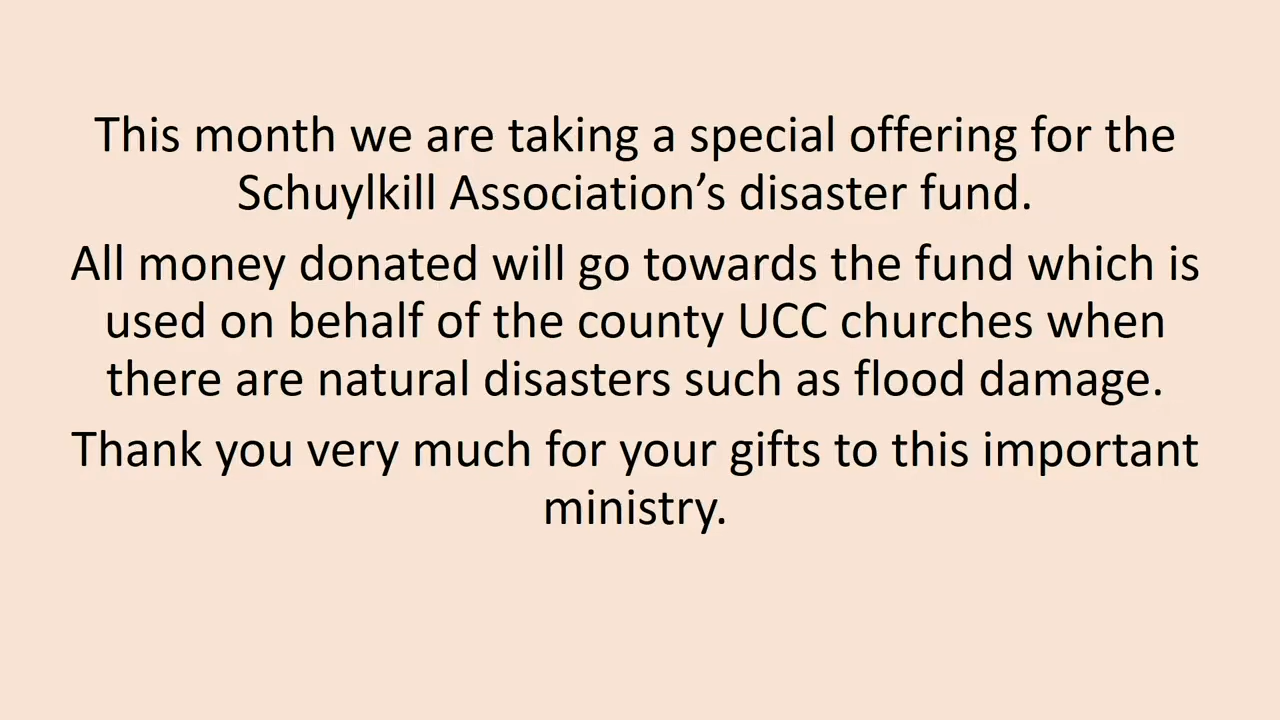 This month we are taking a special offering for the
Schuylkill Association’s disaster fund.
All money donated will go towards the fund which is
used on behalf of the county UCC churches when
there are natural disasters such as flood damage.
Thank you very much for your gifts to this important
ministry.